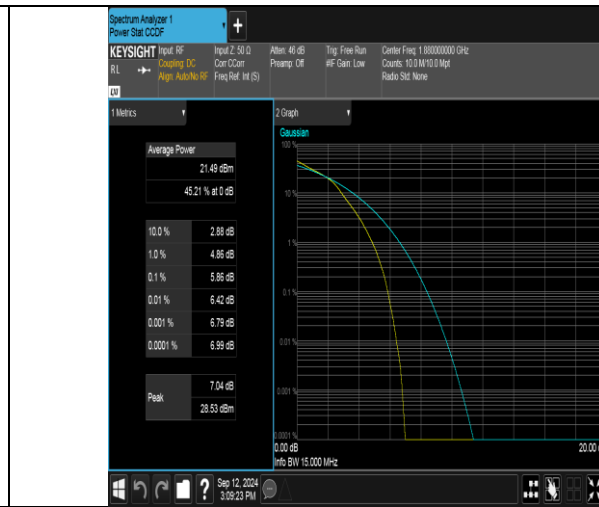 Spectrum Analyzer 1
Power Stat CCDF
+
KEYSIGHT Input: RF Input Z: 50 Ω Atten: 46 dB Trig: Free Run Center Freq: 1.880000000 GHz
RL Coupling: DC Corr CCorr Preamp: Off #IF Gain: Low Counts: 10.0 M/10.0 Mpt
Align: Auto/No RF Freq Ref: Int (S) Radio Std: None
LXI
1 Metrics
Average Power
21.49 dBm
45.21 % at 0 dB
10.0 % 2.88 dB
1.0 % 4.86 dB
0.1 % 5.86 dB
0.01 % 6.42 dB
0.001 % 6.79 dB
0.0001 % 6.99 dB
Peak
7.04 dB
28.53 dBm
2 Graph
Gaussian
100 %
10 %
1 %
0.1 %
0.01 %
0.001 %
0.0001 %
0.00 dB 20.00
Info BW 15.000 MHz
? Sep 12, 2024
3:09:23 PM